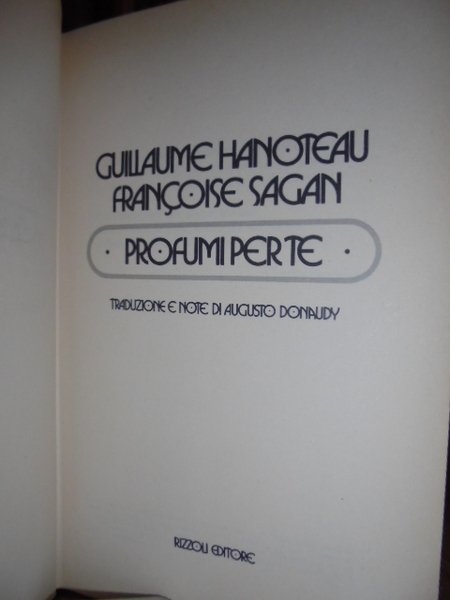 GUILLAUME HANOTEAU
FRANÇOISE SAGAN
· PROFUMI PER TE ·
TRADUZIONE E NOTE DI AUGUSTO DONAUDY
RIZZOLI EDITORE